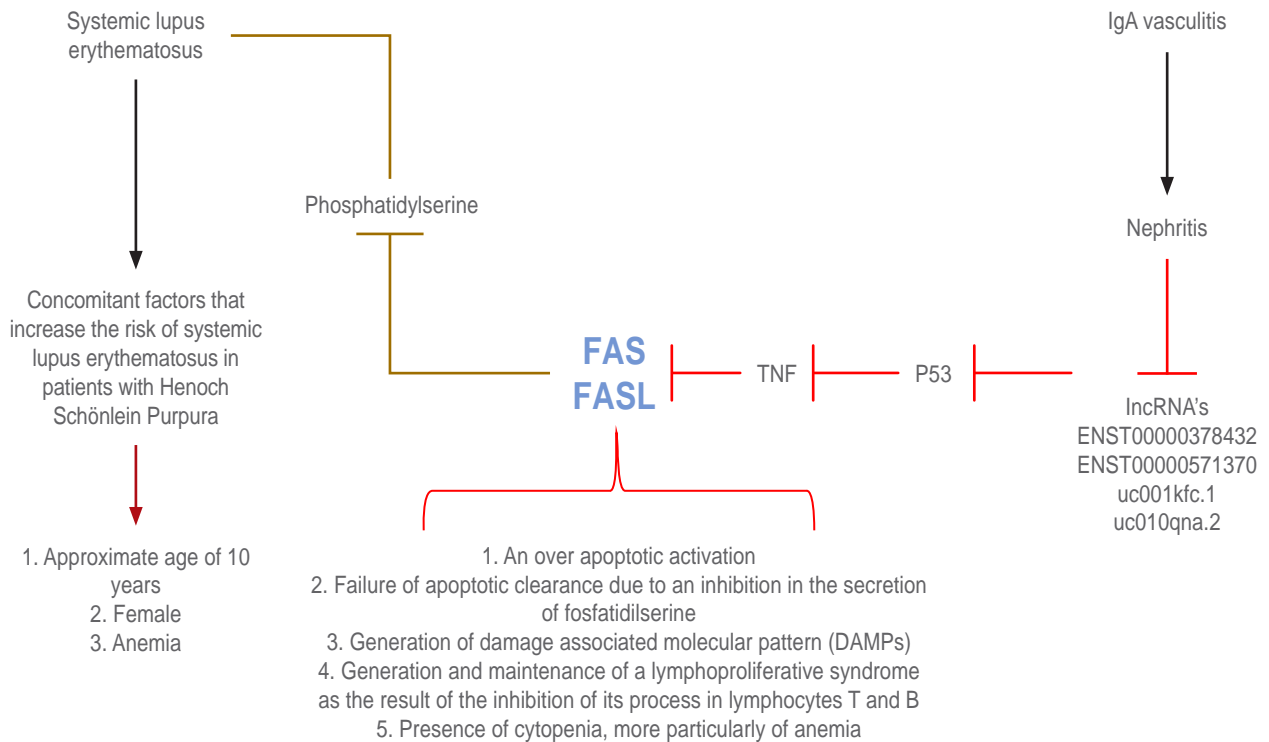 Systemic lupus
erythematosus
IgA vasculitis
Phosphatidylserine
Nephritis
Concomitant factors that
increase the risk of systemic
lupus erythematosus in
patients with Henoch
Schönlein Purpura
FAS
FASL
TNF
P53
lncRNA's
ENST00000378432
ENST00000571370
uc001kfc.1
uc010qna.2
1. Approximate age of 10
years
2. Female
3. Anemia
1. An over apoptotic activation
2. Failure of apoptotic clearance due to an inhibition in the secretion
of fosfatidilserine
3. Generation of damage associated molecular pattern (DAMPs)
4. Generation and maintenance of a lymphoproliferative syndrome
as the result of the inhibition of its process in lymphocytes T and B
5. Presence of cytopenia, more particularly of anemia